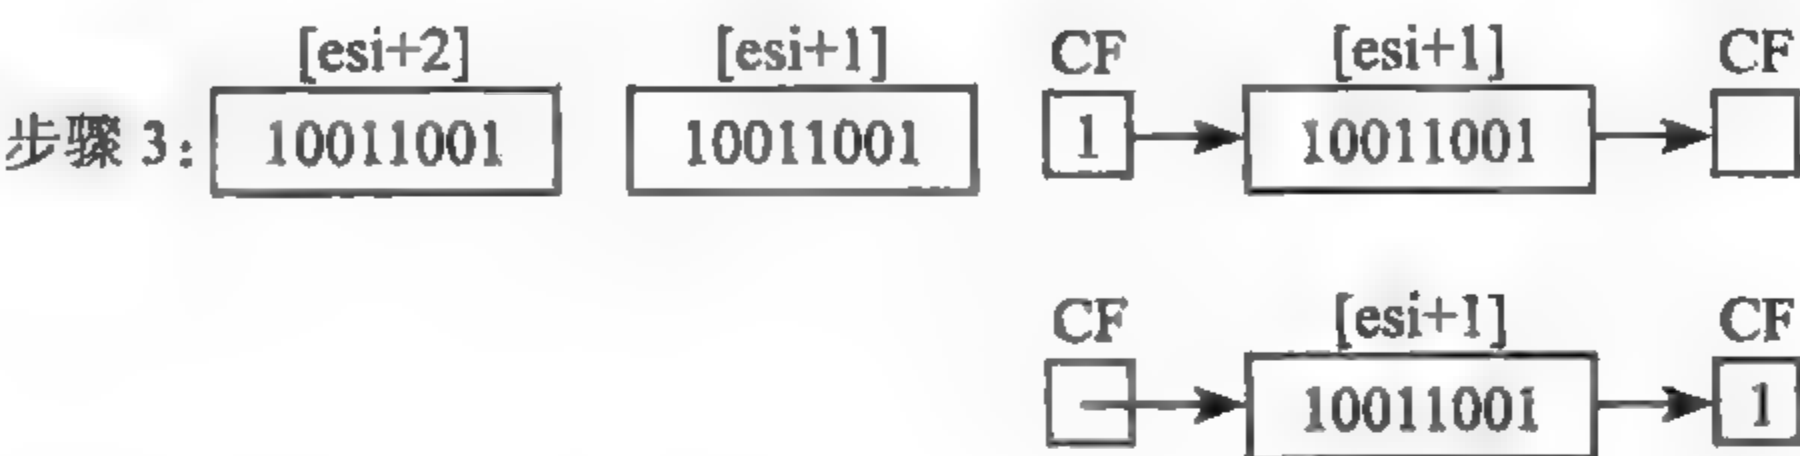 [esi+2] [esi+1] CF [esi+1] CF
步骤 3: 10011001 10011001 1 10011001
CF [esi+1] CF
10011001 1